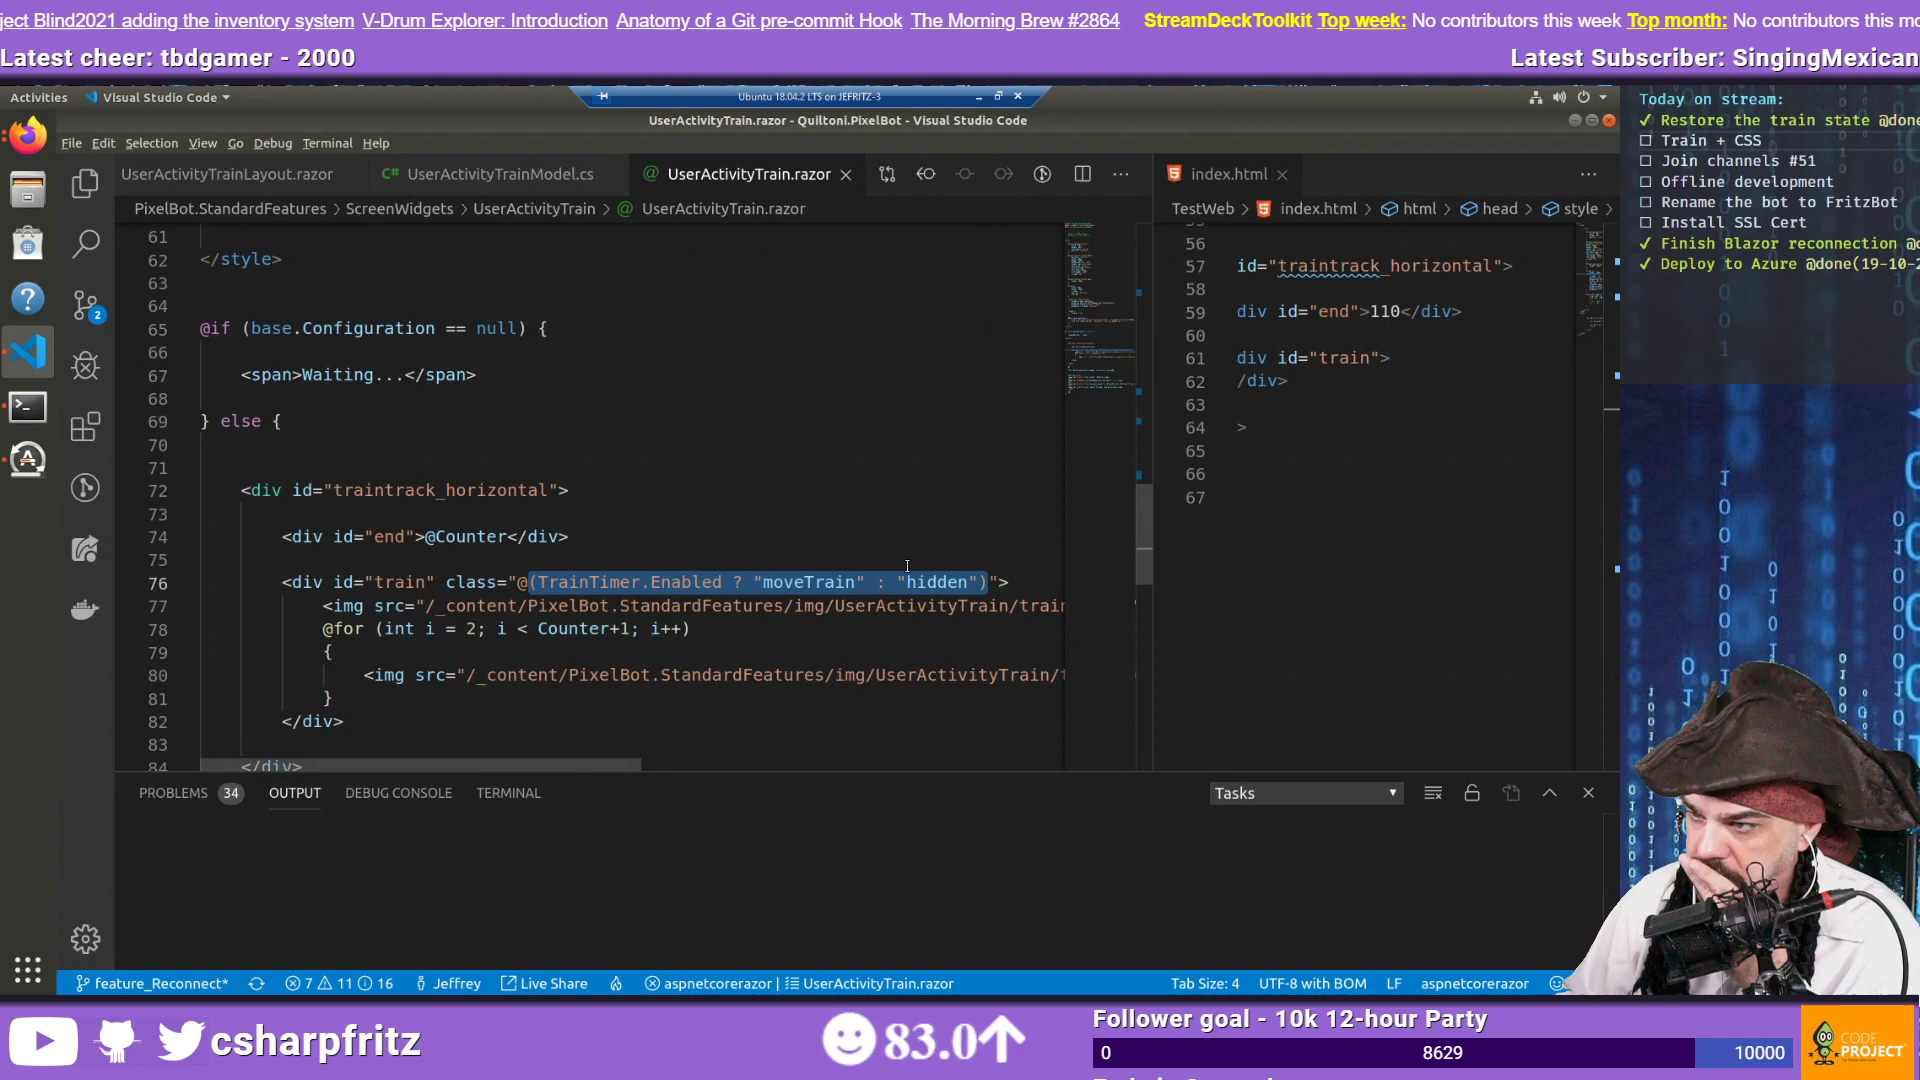 ject Blind2021 adding the inventory system V-Drum Explorer: Introduction Anatomy of a Git pre-commit Hook The Morning Brew #2864 StreamDeckToolkit Top week: No contributors this week Top month: No contributors this mo
Latest cheer: tbdgamer - 2000
Latest Subscriber: SingingMexican
Activities Visual Studio Code
Ubuntu 18.04.2 LTS on JEFRITZ-3
UserActivityTrain.razor - Quiltoni.PixelBot - Visual Studio Code
File Edit Selection View Go Debug Terminal Help
UserActivityTrainLayout.razor C# UserActivityTrainModel.cs @ UserActivityTrain.razor
index.html
PixelBot.StandardFeatures > ScreenWidgets > UserActivityTrain > @ UserActivityTrain.razor
TestWeb > index.html > html > head > style >
61
62 </style>
63
64
65 @if (base.Configuration == null) {
66
67 <span>Waiting...</span>
68
69 } else {
70
71
72 <div id="traintrack_horizontal">
73
74 <div id="end">@Counter</div>
75
76 <div id="train" class="@(TrainTimer.Enabled ? "moveTrain" : "hidden")">
77 <img src="/_content/PixelBot.StandardFeatures/img/UserActivityTrain/train
78 @for (int i = 2; i < Counter+1; i++)
79 {
80 <img src="/_content/PixelBot.StandardFeatures/img/UserActivityTrain/t
81 }
82 </div>
83
84 </div>
56
57 id="traintrack_horizontal">
58
59 div id="end">110</div>
60
61 div id="train">
62 /div>
63
64 >
65
66
67
2
PROBLEMS 34 OUTPUT DEBUG CONSOLE TERMINAL
Tasks
feature_Reconnect* 7 11 16 Jeffrey Live Share aspnetcorerazor | UserActivityTrain.razor
Tab Size: 4 UTF-8 with BOM LF aspnetcorerazor
Today on stream:
✓ Restore the train state @done
☐ Train + CSS
☐ Join channels #51
☐ Offline development
☐ Rename the bot to FritzBot
☐ Install SSL Cert
✓ Finish Blazor reconnection @d
✓ Deploy to Azure @done(19-10-2
csharpfritz
83.0
Follower goal - 10k 12-hour Party
0 8629 10000
CODE
PROJECT